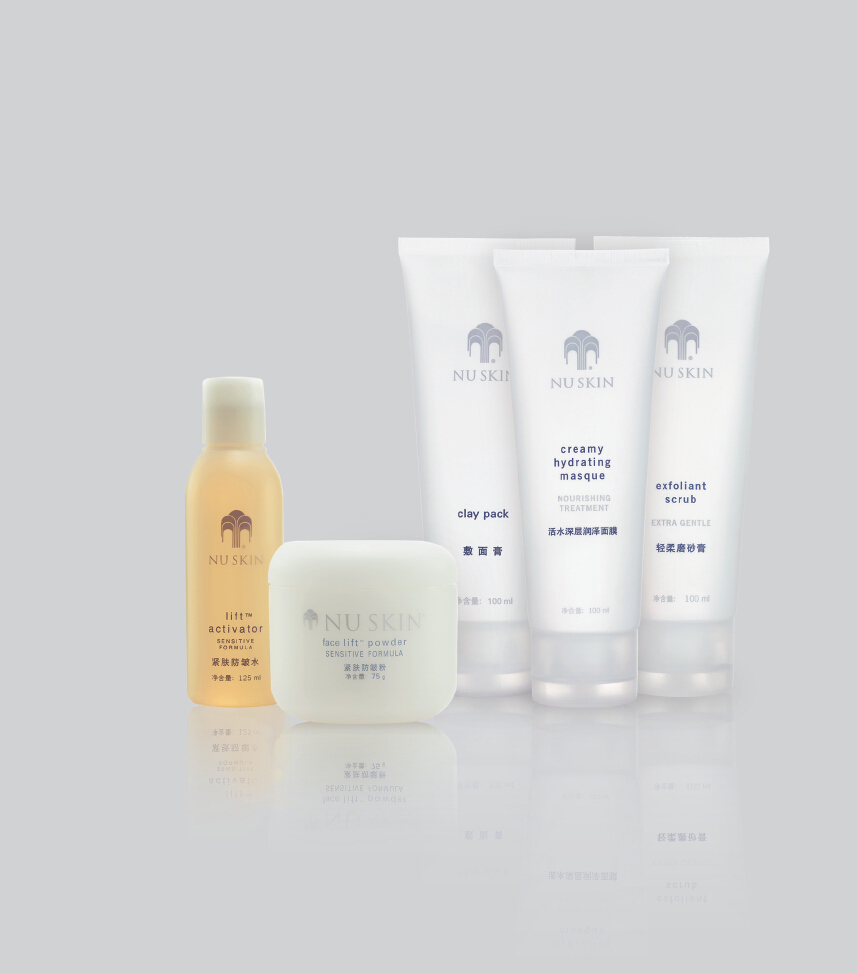 NU SKIN
lift™
activator
SENSITIVE
FORMULA
紧肤防皱水
净含量: 125 ml
NU SKIN
face lift™ powder
SENSITIVE FORMULA
紧肤防皱粉
净含量: 75 g
NU SKIN
clay pack
敷面膏
净含量: 100 ml
NU SKIN
creamy
hydrating
masque
NOURISHING
TREATMENT
活水深层润泽面膜
净含量: 100 ml
NU SKIN
exfoliant
scrub
EXTRA GENTLE
轻柔磨砂膏
净含量: 100 ml